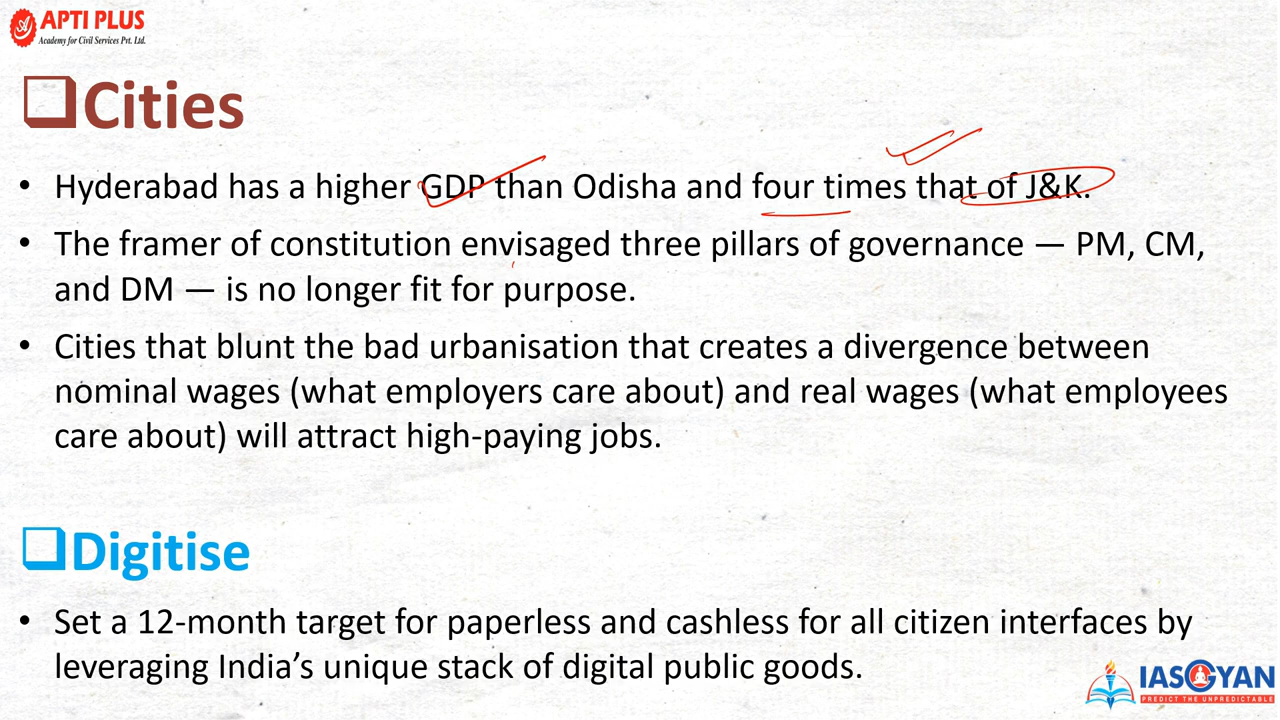 APTI PLUS
Academy for Civil Services Pvt. Ltd.
Cities
• Hyderabad has a higher GDP than Odisha and four times that of J&K.
• The framer of constitution envisaged three pillars of governance — PM, CM,
and DM — is no longer fit for purpose.
• Cities that blunt the bad urbanisation that creates a divergence between
nominal wages (what employers care about) and real wages (what employees
care about) will attract high-paying jobs.
Digitise
• Set a 12-month target for paperless and cashless for all citizen interfaces by
leveraging India’s unique stack of digital public goods.
IASGYAN
PREDICT THE UNPREDICTABLE